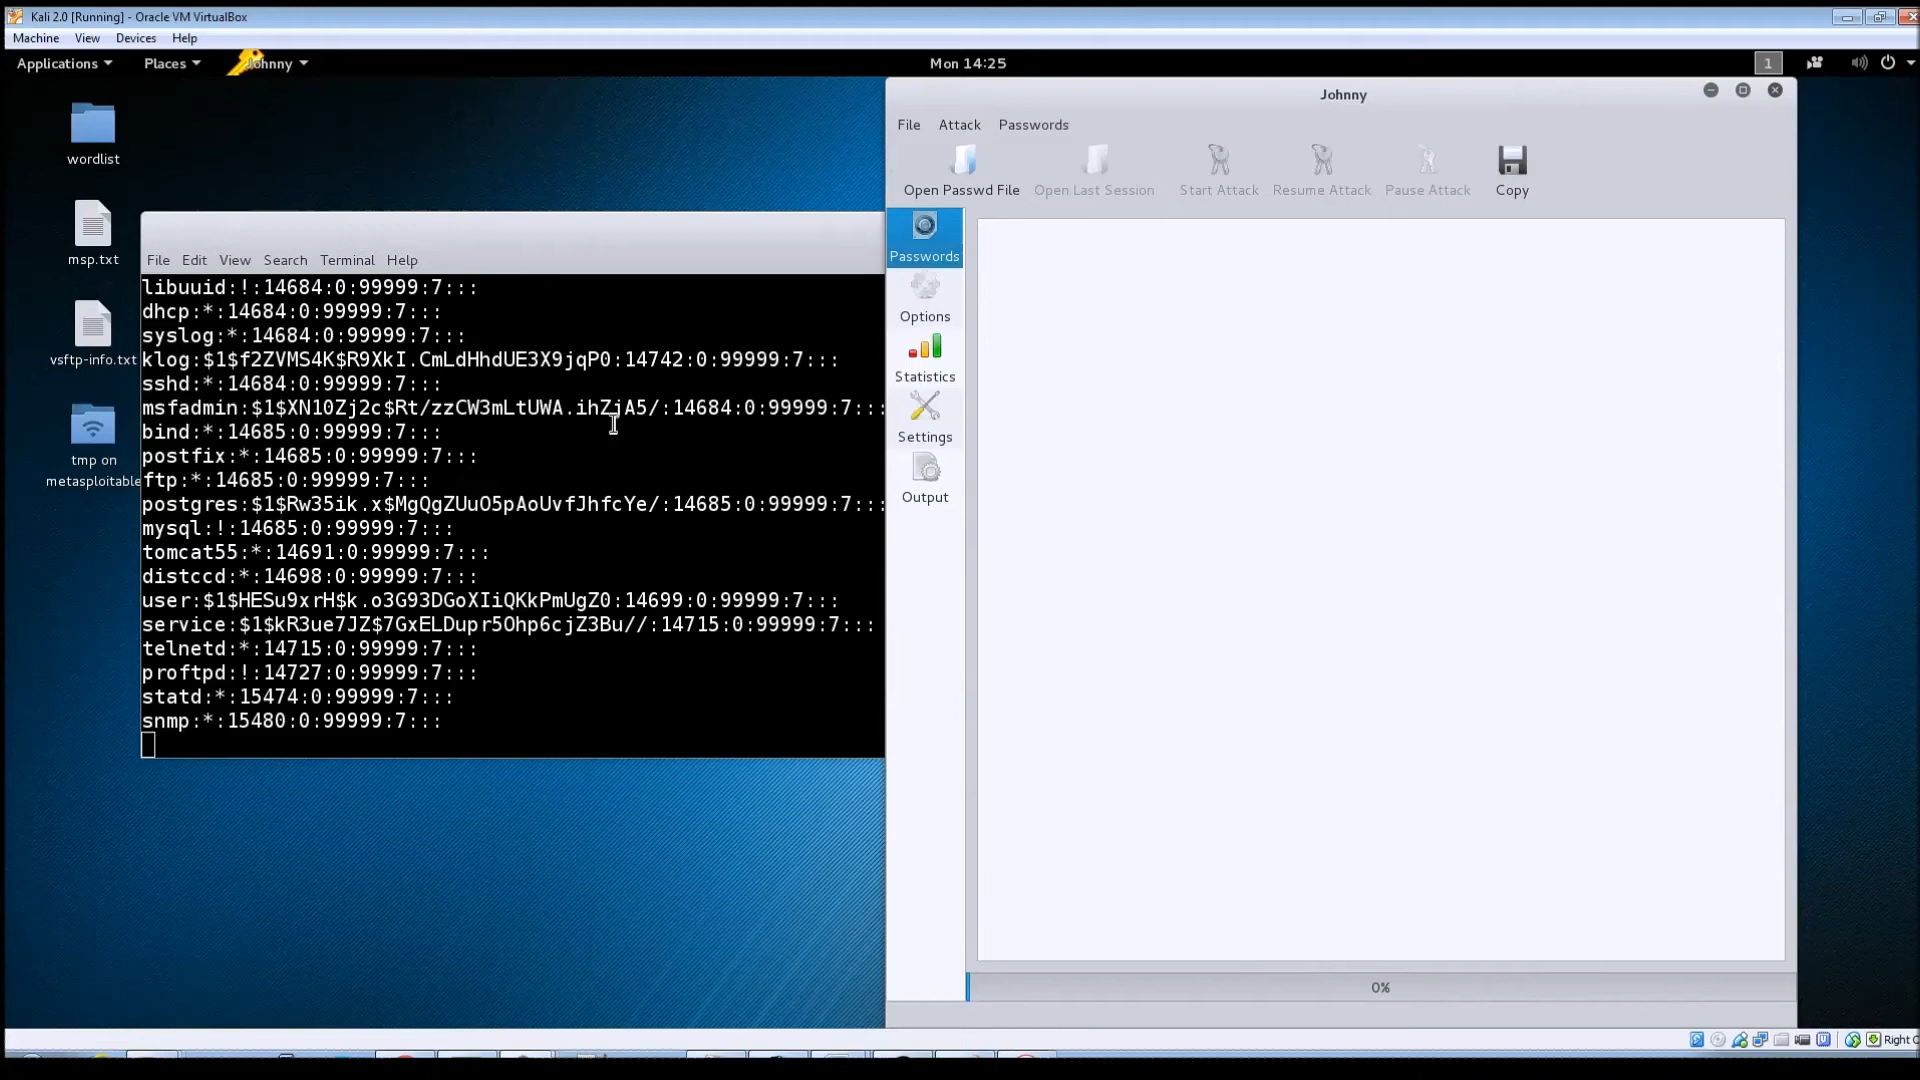 Kali 2.0 [Running] - Oracle VM VirtualBox
Machine View Devices Help
Applications Places Johnny Mon 14:25 1
wordlist
msp.txt
vsftp-info.txt
tmp on
metasploitable
File Edit View Search Terminal Help
libuuid:!:14684:0:99999:7:::
dhcp:*:14684:0:99999:7:::
syslog:*:14684:0:99999:7:::
klog:$1$f2ZVMS4K$R9XkI.CmLdHhdUE3X9jqP0:14742:0:99999:7:::
sshd:*:14684:0:99999:7:::
msfadmin:$1$XN10Zj2c$Rt/zzCW3mLtUWA.ihZjA5/:14684:0:99999:7:::
bind:*:14685:0:99999:7:::
postfix:*:14685:0:99999:7:::
ftp:*:14685:0:99999:7:::
postgres:$1$Rw35ik.x$MgQgZUuO5pAoUvfJhfcYe/:14685:0:99999:7:::
mysql:!:14685:0:99999:7:::
tomcat55:*:14691:0:99999:7:::
distccd:*:14698:0:99999:7:::
user:$1$HESu9xrH$k.o3G93DGoXIiQKkPmUgZ0:14699:0:99999:7:::
service:$1$kR3ue7JZ$7GxELDupr5Ohp6cjZ3Bu//:14715:0:99999:7:::
telnetd:*:14715:0:99999:7:::
proftpd:!:14727:0:99999:7:::
statd:*:15474:0:99999:7:::
snmp:*:15480:0:99999:7:::
Johnny
File Attack Passwords
Open Passwd File Open Last Session Start Attack Resume Attack Pause Attack Copy
Passwords
Options
Statistics
Settings
Output
0%
Right C